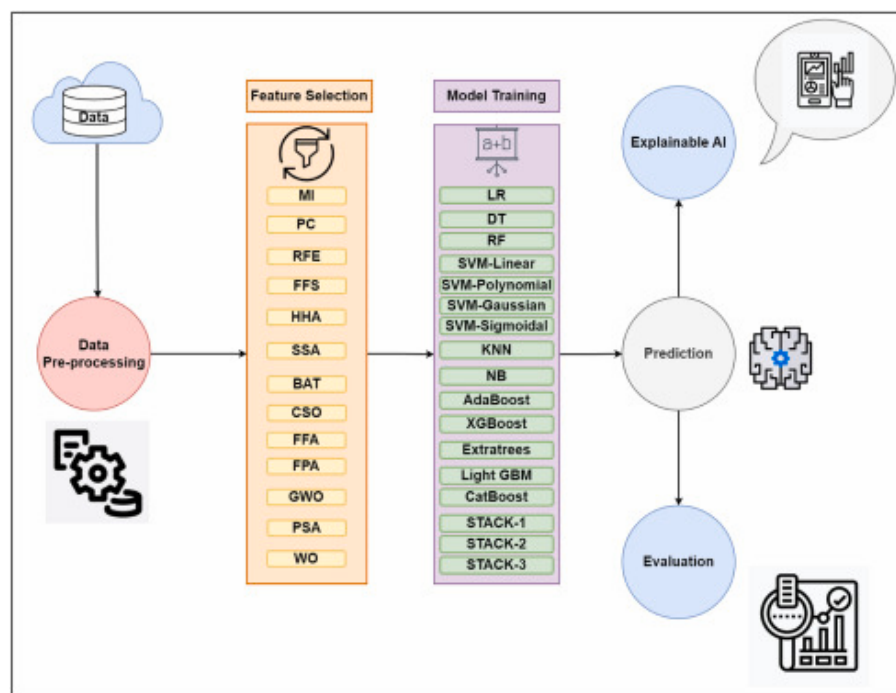 Data
Data
Pre-processing
Feature Selection
MI
PC
RFE
FFS
HHA
SSA
BAT
CSO
FFA
FPA
GWO
PSA
WO
Model Training
a+b
LR
DT
RF
SVM-Linear
SVM-Polynomial
SVM-Gaussian
SVM-Sigmoidal
KNN
NB
AdaBoost
XGBoost
Extratrees
Light GBM
CatBoost
STACK-1
STACK-2
STACK-3
Explainable AI
Prediction
Evaluation